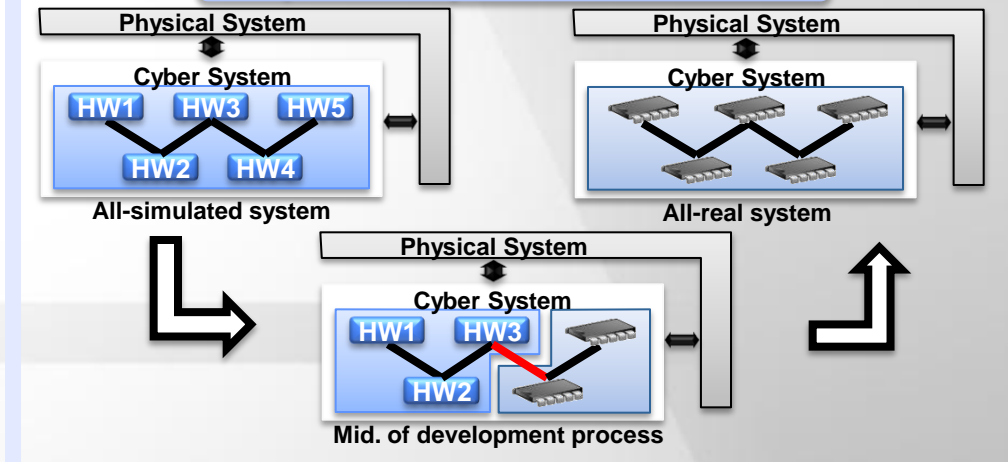 Physical System
Cyber System
HW1 HW3 HW5
HW2 HW4
All-simulated system
Physical System
Cyber System
All-real system
Physical System
Cyber System
HW1 HW3
HW2
Mid. of development process